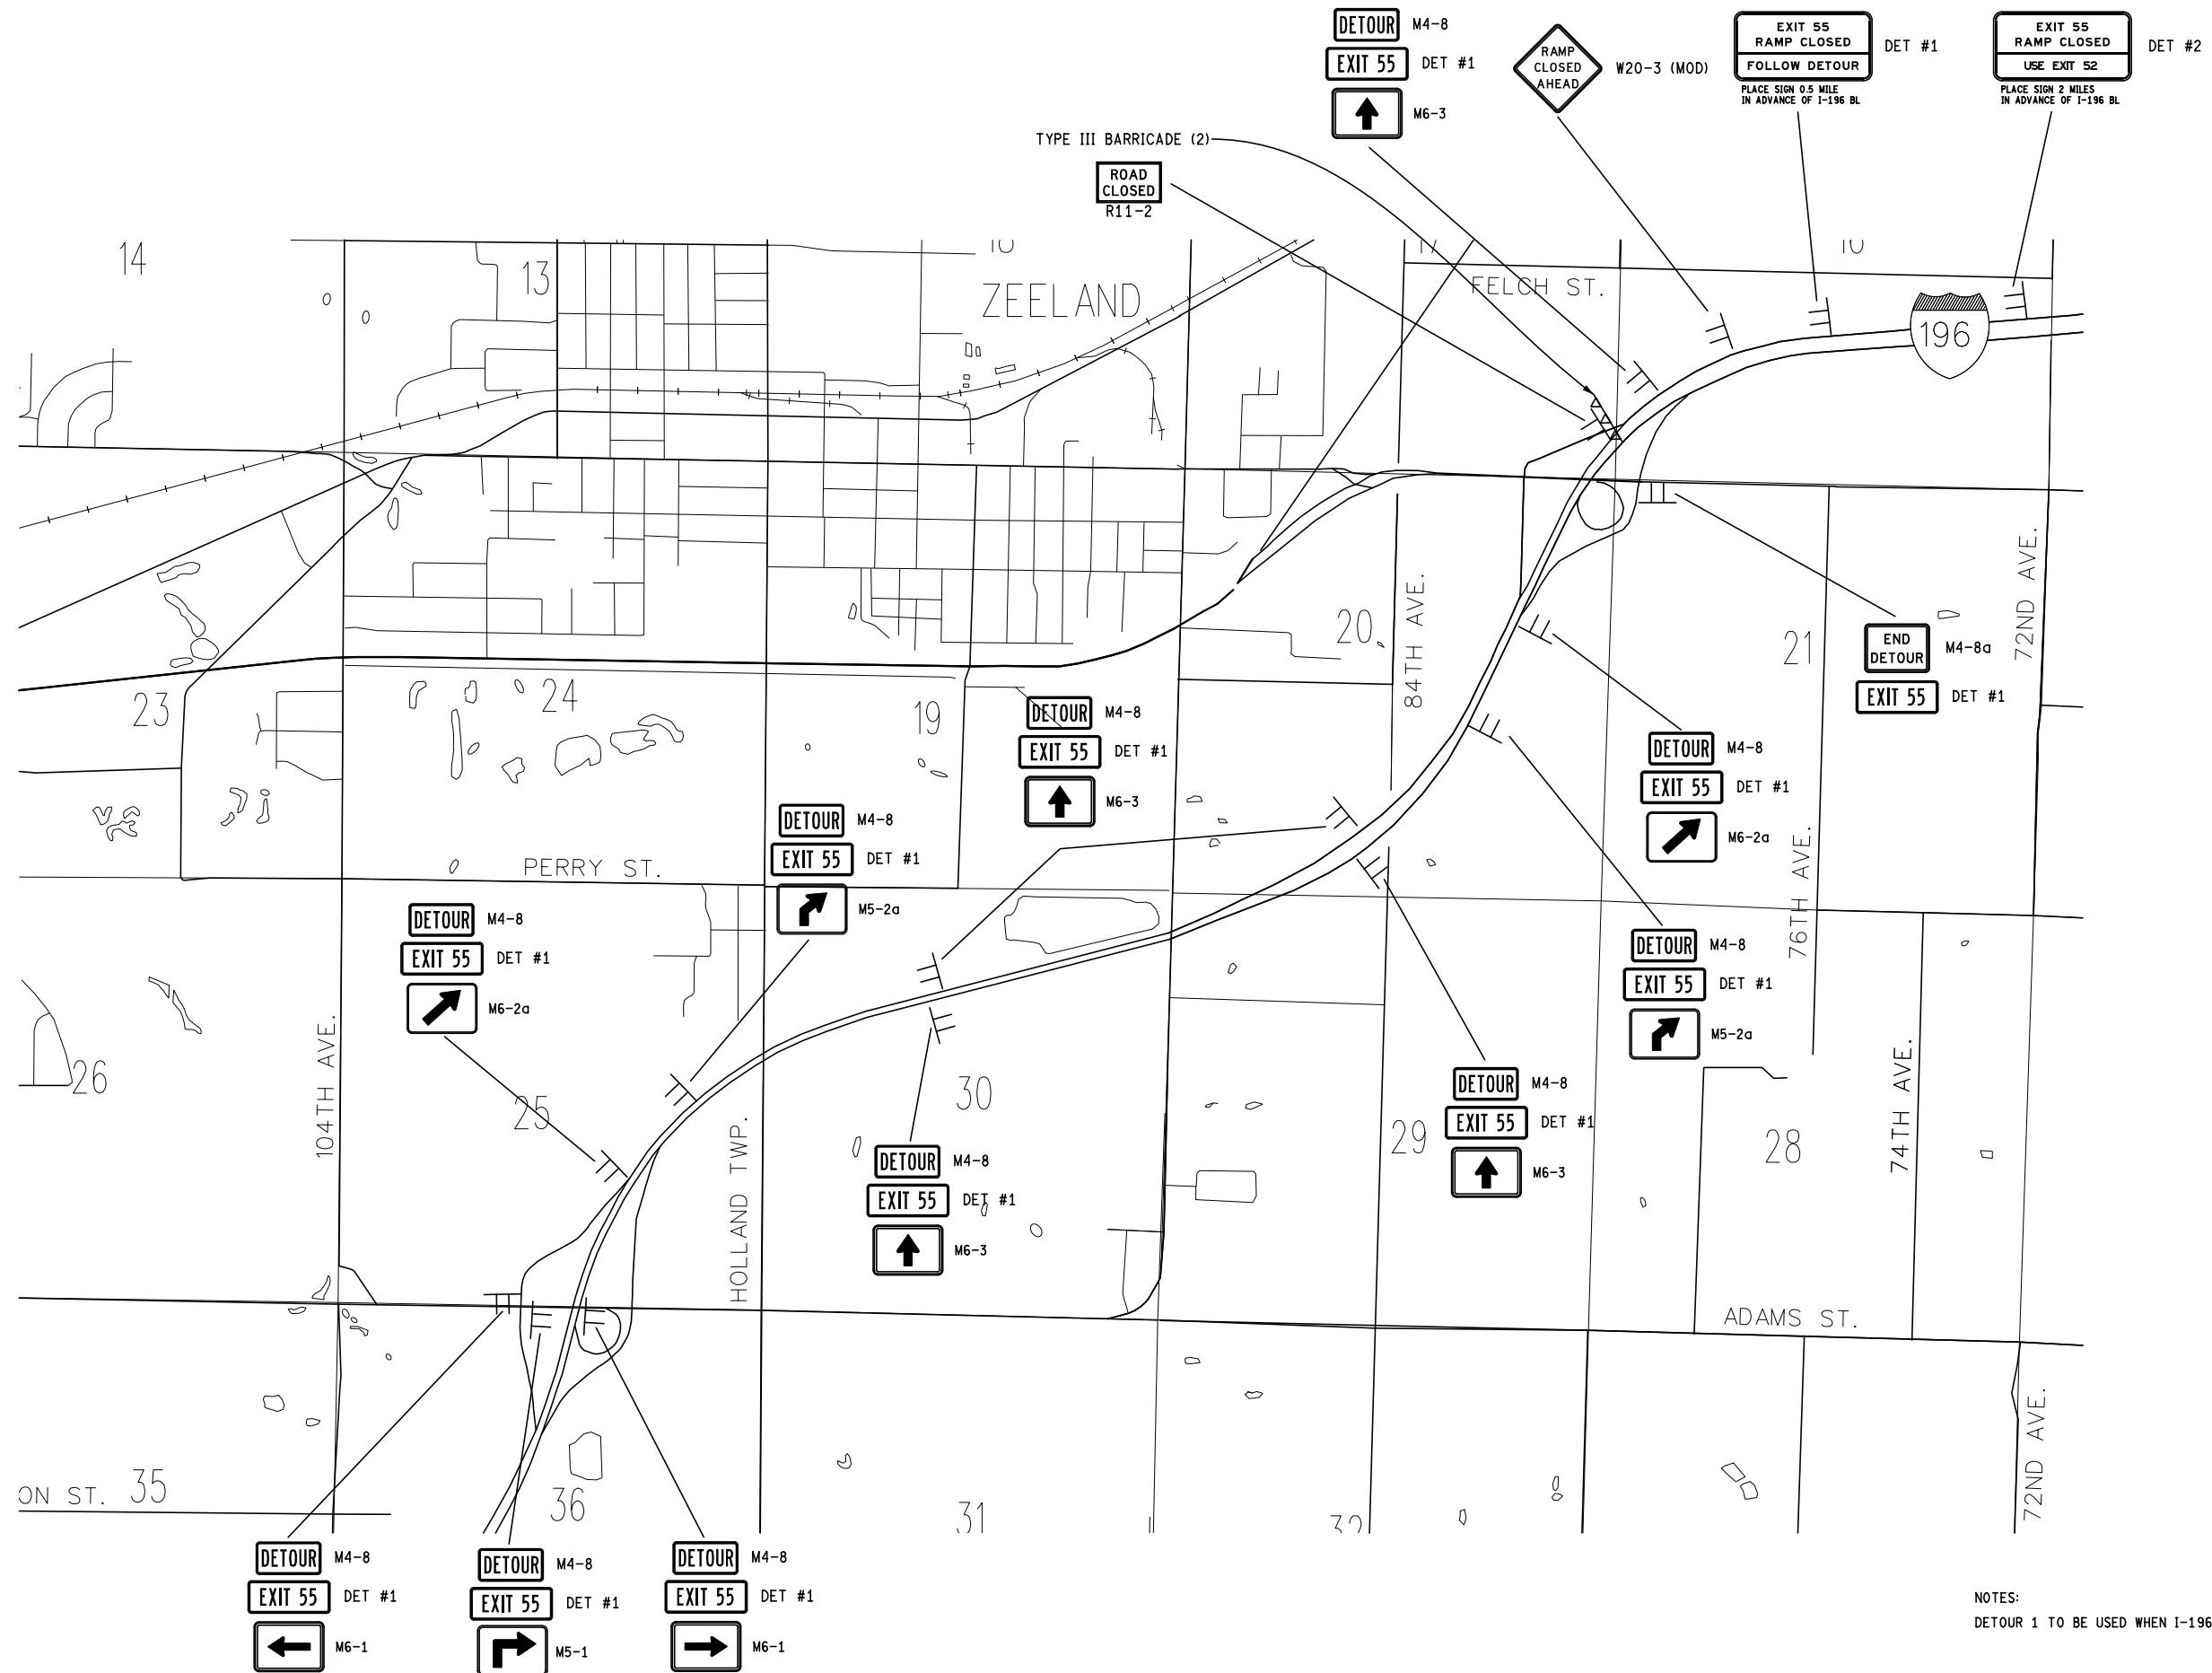 DETOUR M4-8
EXIT 55 DET #1
M6-3
RAMP
CLOSED
AHEAD
W20-3 (MOD)
EXIT 55
RAMP CLOSED
FOLLOW DETOUR
DET #1
PLACE SIGN 0.5 MILE
IN ADVANCE OF I-196 BL
EXIT 55
RAMP CLOSED
USE EXIT 52
DET #2
PLACE SIGN 2 MILES
IN ADVANCE OF I-196 BL
TYPE III BARRICADE (2)
ROAD
CLOSED
R11-2
14
13
ZEELAND
FELCH ST.
196
84TH AVE.
20
21
72ND AVE.
END
DETOUR
M4-8a
EXIT 55 DET #1
23
24
19
DETOUR M4-8
EXIT 55 DET #1
M6-3
DETOUR M4-8
EXIT 55 DET #1
M6-2a
DETOUR M4-8
EXIT 55 DET #1
M5-2a
PERRY ST.
76TH AVE.
DETOUR M4-8
EXIT 55 DET #1
M6-2a
DETOUR M4-8
EXIT 55 DET #1
M5-2a
104TH AVE.
26
25
30
HOLLAND TWP.
DETOUR M4-8
EXIT 55 DET #1
M6-3
DETOUR M4-8
EXIT 55 DET #1
M6-3
29
28
74TH AVE.
ADAMS ST.
72ND AVE.
ON ST.
35
36
31
32
DETOUR M4-8
EXIT 55 DET #1
M6-1
DETOUR M4-8
EXIT 55 DET #1
M5-1
DETOUR M4-8
EXIT 55 DET #1
M6-1
NOTES:
DETOUR 1 TO BE USED WHEN I-196